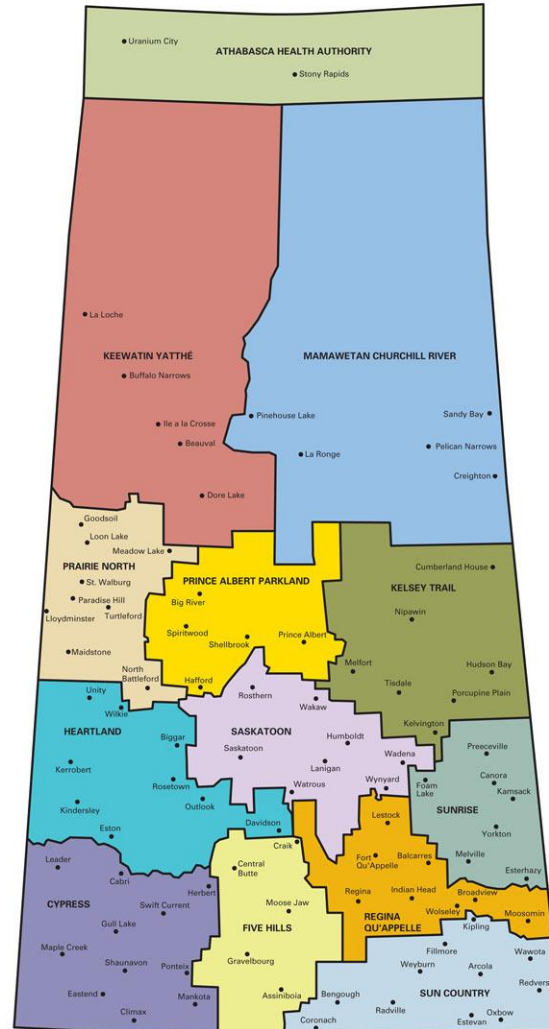 Uranium City
ATHABASCA HEALTH AUTHORITY
Stony Rapids
La Loche
KEEWATIN YATTHÉ
MAMAWETAN CHURCHILL RIVER
Buffalo Narrows
Ile a la Crosse
Pinehouse Lake
Sandy Bay
Beauval
La Ronge
Pelican Narrows
Creighton
Dore Lake
Goodsoil
Loon Lake
Meadow Lake
PRAIRIE NORTH
St. Walburg
Paradise Hill
Lloydminster
Turtleford
Maidstone
North
Battleford
PRINCE ALBERT PARKLAND
Big River
Spiritwood
Shellbrook
Prince Albert
Hafford
Cumberland House
KELSEY TRAIL
Nipawin
Melfort
Hudson Bay
Tisdale
Porcupine Plain
Kelvington
Unity
Wilkie
HEARTLAND
Biggar
Kerrobert
Rosetown
Kindersley
Outlook
Eston
Davidson
Rosthern
Wakaw
SASKATOON
Humboldt
Saskatoon
Lanigan
Wadena
Watrous
Wynyard
Preeceville
Foam
Lake
Canora
Kamsack
SUNRISE
Yorkton
Melville
Esterhazy
Leader
Cabri
Herbert
CYPRESS
Swift Current
Gull Lake
Maple Creek
Shaunavon
Ponteix
Eastend
Mankota
Climax
Craik
Central
Butte
Moose Jaw
FIVE HILLS
Gravelbourg
Assiniboia
Lestock
Fort
Qu'Appelle
Balcarres
Regina
Indian Head
Broadview
Wolseley
Moosomin
REGINA
QU'APPELLE
Kipling
Fillmore
Wawota
Weyburn
Arcola
Bengough
Redvers
SUN COUNTRY
Radville
Oxbow
Coronach
Estevan